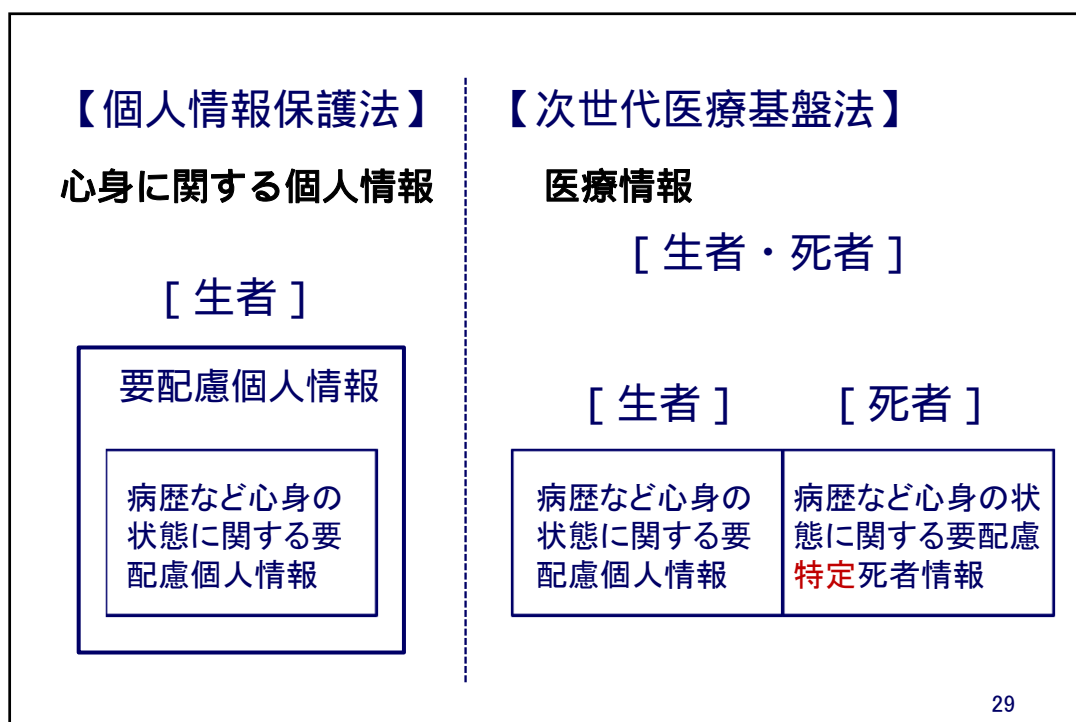 【個人情報保護法】
心身に関する個人情報
[ 生者 ]
要配慮個人情報
病歴など心身の
状態に関する要
配慮個人情報
【次世代医療基盤法】
医療情報
[ 生者・死者 ]
[ 生者 ]
病歴など心身の
状態に関する要
配慮個人情報
[ 死者 ]
病歴など心身の状
態に関する要配慮
特定死者情報
29